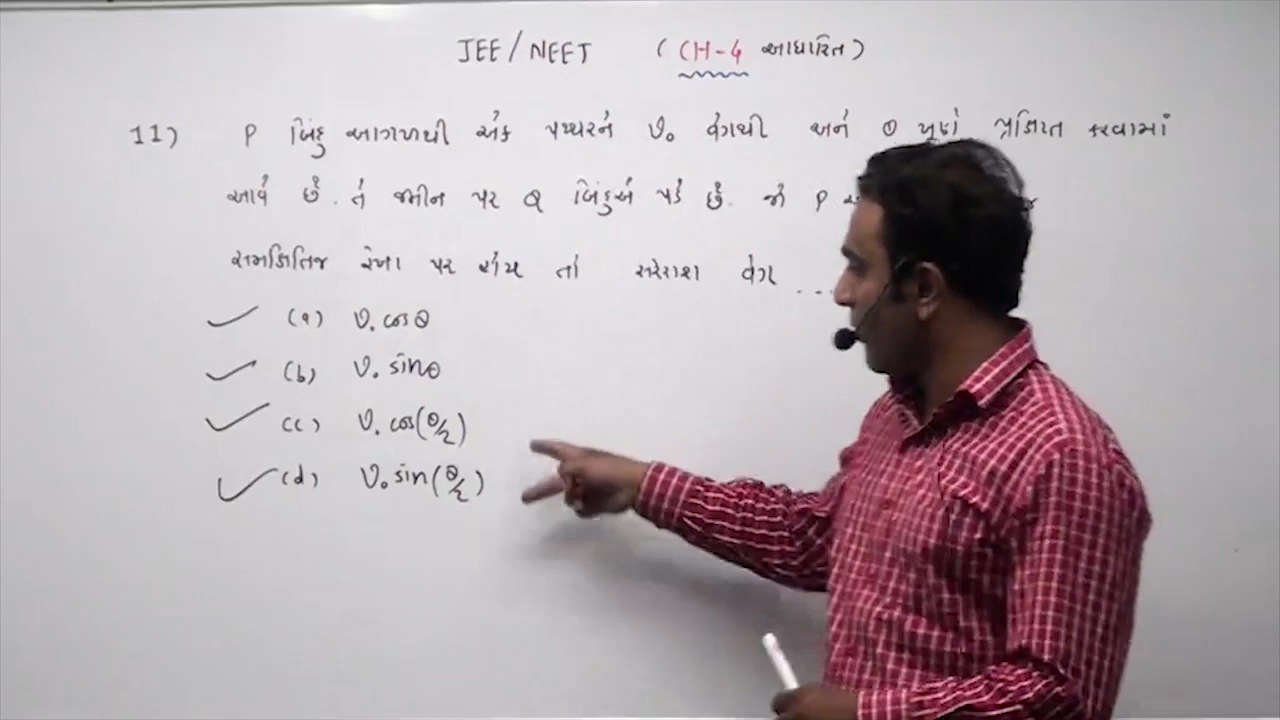 JEE/NEET (CH-4 આધારિત)
11) P બિંદુ આગળથી એક પથ્થરને v₀ વેગથી અને θ ખૂણે પ્રક્ષિપ્ત કરવામાં
આવે છે. તે જમીન પર Q બિંદુએ પડે છે. જો P
સમક્ષિતિજ રેખા પર હોય તો સરેરાશ વેગ ...
(a) v₀ cosθ
(b) v₀ sinθ
(c) v₀ cos(θ/2)
(d) v₀ sin(θ/2)